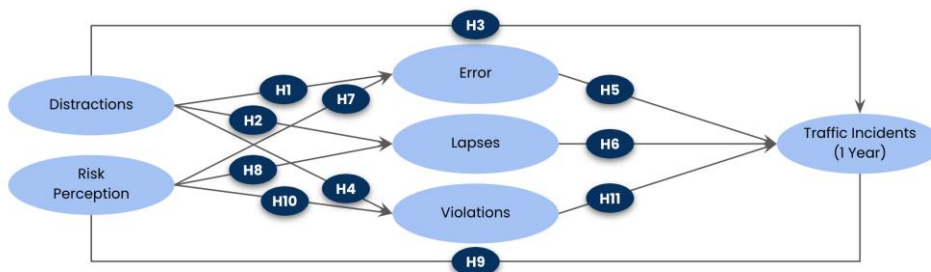 H3
Error
H1
H7
H5
Distractions
H2
Lapses
H6
Traffic Incidents
(1 Year)
Risk
Perception
H8
H4
H10
Violations
H11
H9